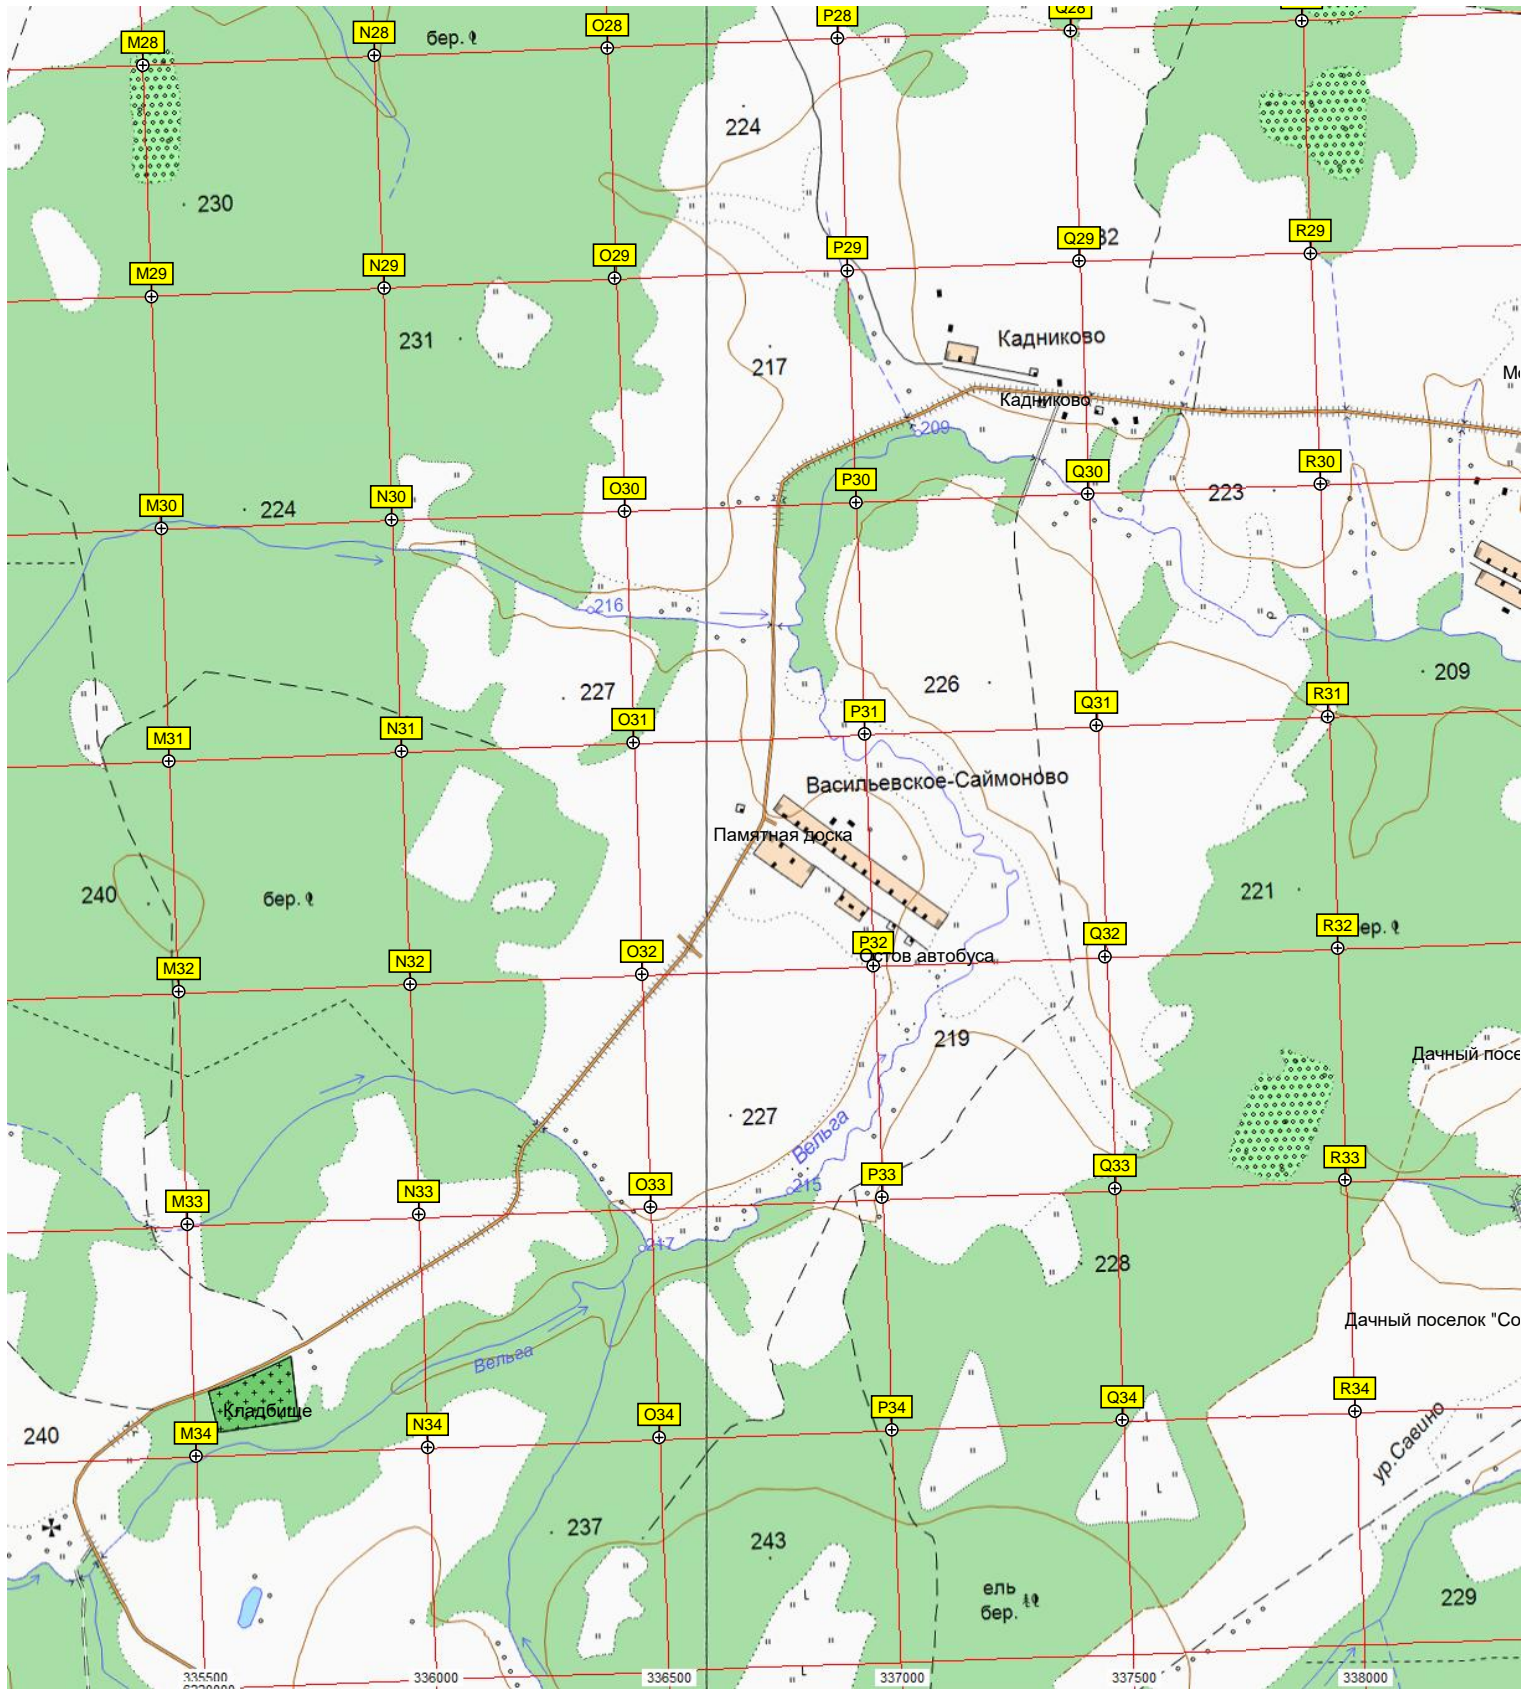 P28
Q28
M28
N28
бер.
O28
224
230
P29
Q29
32
R29
M29
N29
O29
231
Кадниково
217
Кадниково
209
R30
Q30
P30
223
M30
224
N30
O30
216
209
227
226
M31
N31
O31
P31
Q31
R31
Васильевское-Саймоново
Памятная доска
240
бер.
221
R32
ер.
M32
N32
O32
P32
Q32
Остов автобуса
219
Дачный посе
227
Вельга
Q33
R33
P33
215
M33
N33
O33
217
228
Дачный поселок "Со
Вельга
R34
Кладбище
P34
Q34
240
M34
N34
O34
ур.Савино
237
243
ель
бер.
229
335500
336000
336500
337000
337500
338000